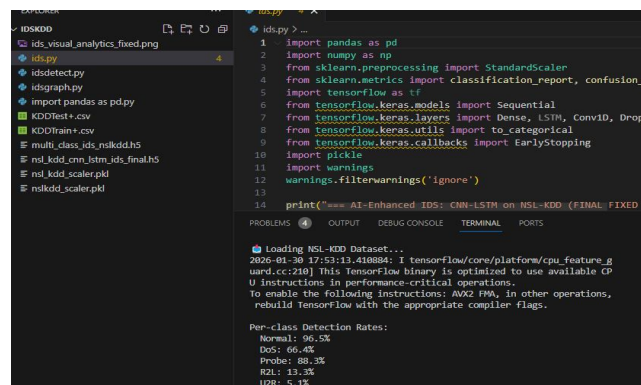 EXPLORER
IDSKDD
ids_visual_analytics_fixed.png
ids.py 4
idsdetect.py
idsgraph.py
import pandas as pd.py
KDDTest+.csv
KDDTrain+.csv
multi_class_ids_nslkdd.h5
nsl_kdd_cnn_lstm_ids_final.h5
nsl_kdd_scaler.pkl
nslkdd_scaler.pkl
ids.py 4
ids.py > ...
1 import pandas as pd
2 import numpy as np
3 from sklearn.preprocessing import StandardScaler
4 from sklearn.metrics import classification_report, confusion_
5 import tensorflow as tf
6 from tensorflow.keras.models import Sequential
7 from tensorflow.keras.layers import Dense, LSTM, Conv1D, Drop
8 from tensorflow.keras.utils import to_categorical
9 from tensorflow.keras.callbacks import EarlyStopping
10 import pickle
11 import warnings
12 warnings.filterwarnings('ignore')
13
14 print("=== AI-Enhanced IDS: CNN-LSTM on NSL-KDD (FINAL FIXED
PROBLEMS 4 OUTPUT DEBUG CONSOLE TERMINAL PORTS
Loading NSL-KDD Dataset...
2026-01-30 17:53:13.410884: I tensorflow/core/platform/cpu_feature_g
uard.cc:210] This TensorFlow binary is optimized to use available CP
U instructions in performance-critical operations.
To enable the following instructions: AVX2 FMA, in other operations,
rebuild TensorFlow with the appropriate compiler flags.
Per-class Detection Rates:
Normal: 96.5%
DoS: 66.4%
Probe: 88.3%
R2L: 13.3%
U2R: 5.1%